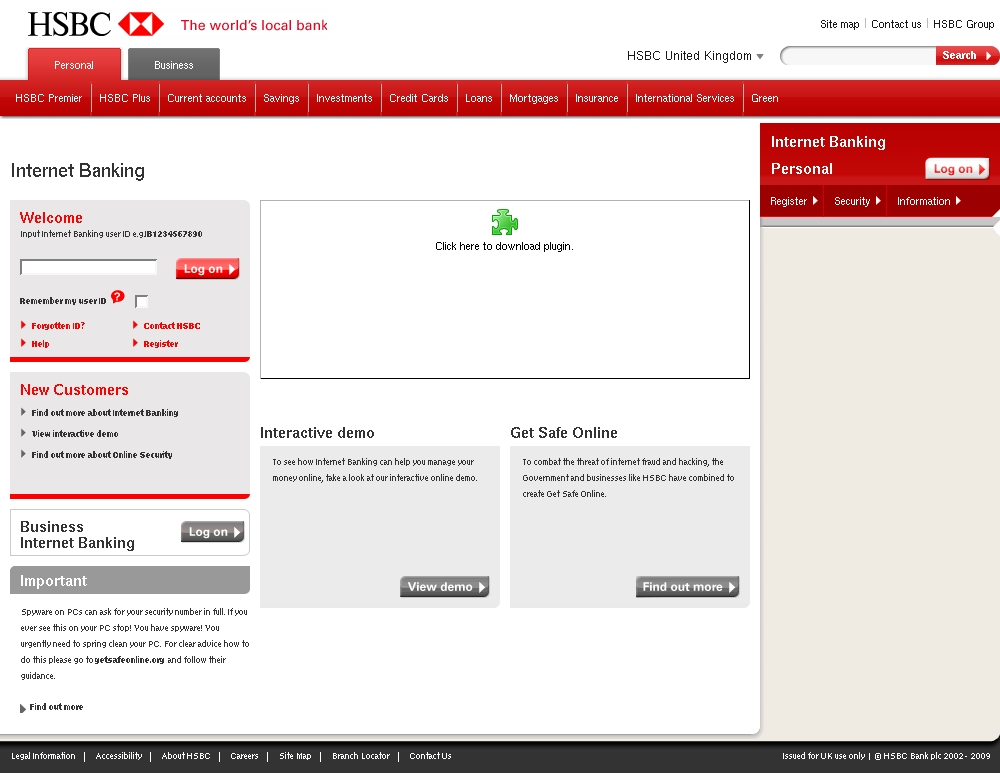 HSBC The world's local bank
Site map Contact us HSBC Group
Personal Business
HSBC United Kingdom Search
HSBC Premier HSBC Plus Current accounts Savings Investments Credit Cards Loans Mortgages Insurance International Services Green
Internet Banking
Welcome
Input Internet Banking user ID e.g.IB1234567890
Log on
Remember my user ID ?
Forgotten ID? Contact HSBC
Help Register
New Customers
Find out more about Internet Banking
View interactive demo
Find out more about Online Security
Business
Internet Banking
Log on
Important
Spyware on PCs can ask for your security number in full. If you
ever see this on your PC stop! You have spyware! You
urgently need to spring clean your PC. For clear advice how to
do this please go to getsafeonline.org and follow their
guidance.
Find out more
Click here to download plugin.
Interactive demo
To see how Internet Banking can help you manage your
money online, take a look at our interactive online demo.
View demo
Get Safe Online
To combat the threat of internet fraud and hacking, the
Government and businesses like HSBC have combined to
create Get Safe Online.
Find out more
Internet Banking
Personal Log on
Register Security Information
Legal Information | Accessibility | About HSBC | Careers | Site Map | Branch Locator | Contact Us
Issued for UK use only | © HSBC Bank plc 2002 - 2009